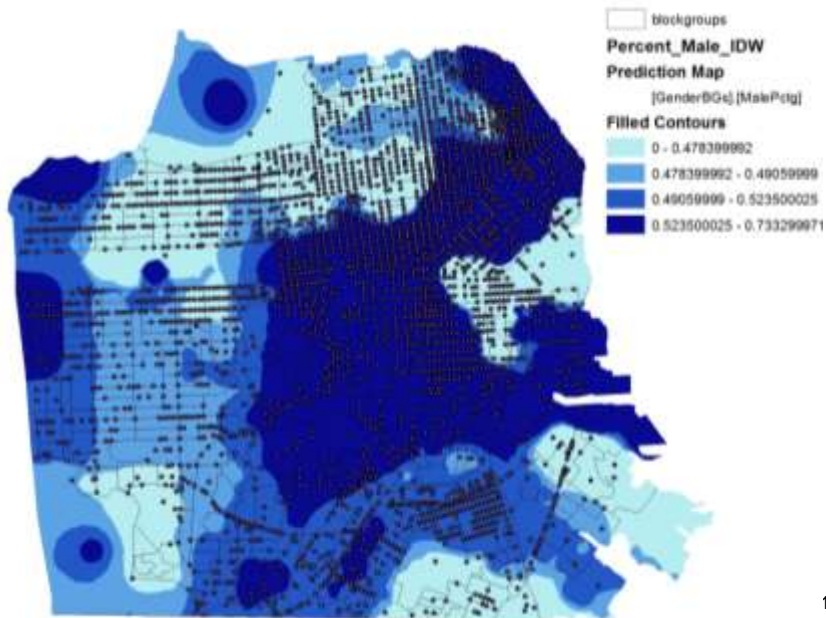 blockgroups
Percent_Male_IDW
Prediction Map
[GenderBGs].[MalePctg]
Filled Contours
0 - 0.478399992
0.478399992 - 0.49059999
0.49059999 - 0.523500025
0.523500025 - 0.733299971
1